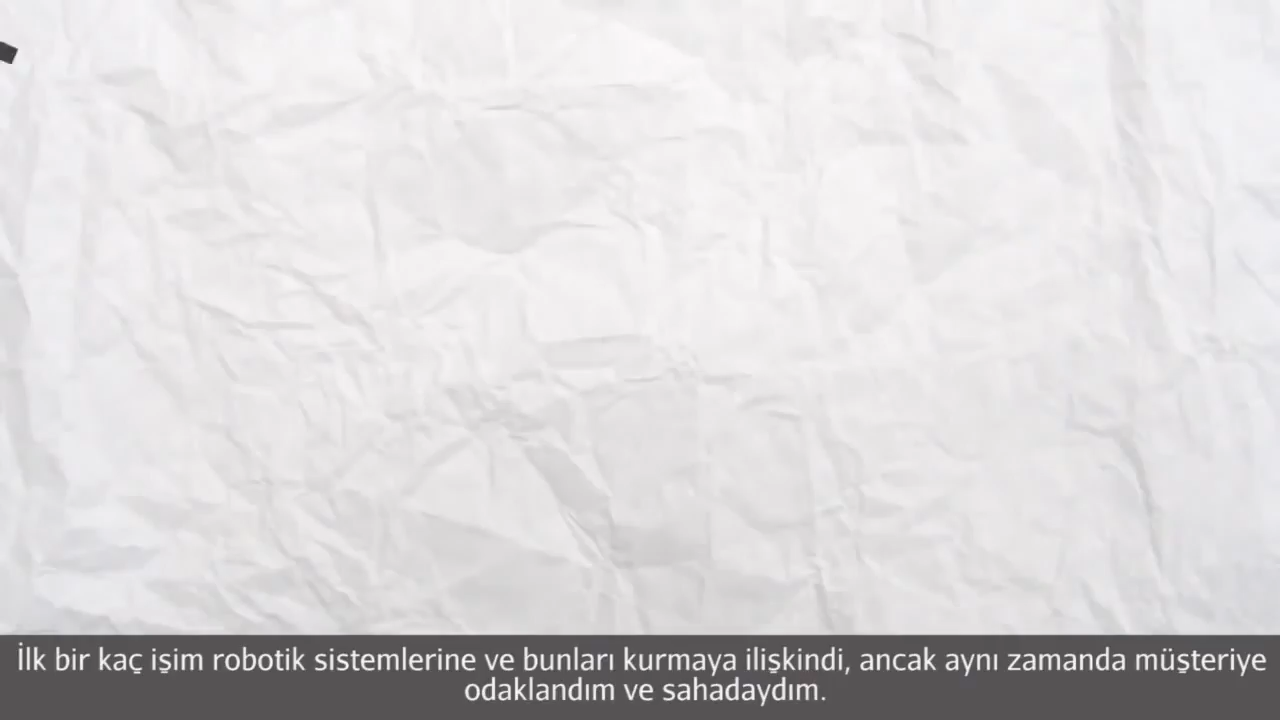 İlk bir kaç işim robotik sistemlerine ve bunları kurmaya ilişkindi, ancak aynı zamanda müşteriye
odaklandım ve sahadaydım.